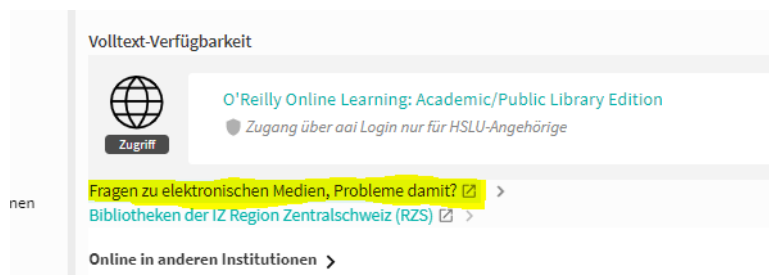 Volltext-Verfügbarkeit
O'Reilly Online Learning: Academic/Public Library Edition
Zugang über aai Login nur für HSLU-Angehörige
Zugriff
Fragen zu elektronischen Medien, Probleme damit?
nen
Bibliotheken der IZ Region Zentralschweiz (RZS)
Online in anderen Institutionen